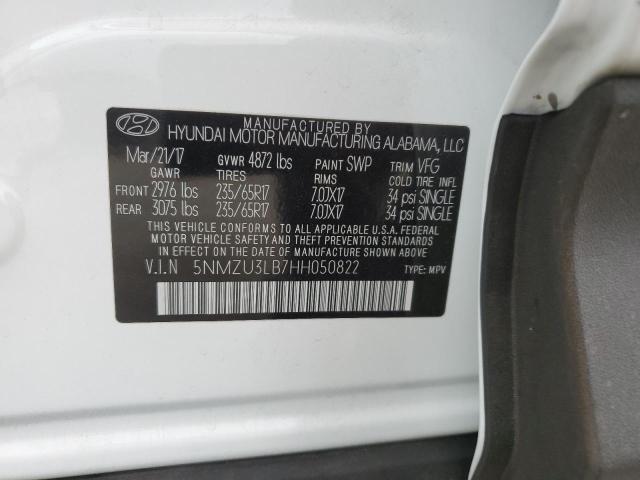 MANUFACTURED BY
HYUNDAI MOTOR MANUFACTURING ALABAMA, LLC
Mar/21/17 GVWR 4872 lbs PAINT SWP TRIM VFG
GAWR TIRES RIMS COLD TIRE INFL
FRONT 2976 lbs 235/65R17 7.0JX17 34 psi SINGLE
REAR 3075 lbs 235/65R17 7.0JX17 34 psi SINGLE
THIS VEHICLE CONFORMS TO ALL APPLICABLE U.S.A. FEDERAL
MOTOR VEHICLE SAFETY AND THEFT PREVENTION STANDARDS
IN EFFECT ON THE DATE OF MANUFACTURE SHOWN ABOVE.
V.I.N 5NMZU3LB7HH050822 TYPE: MPV